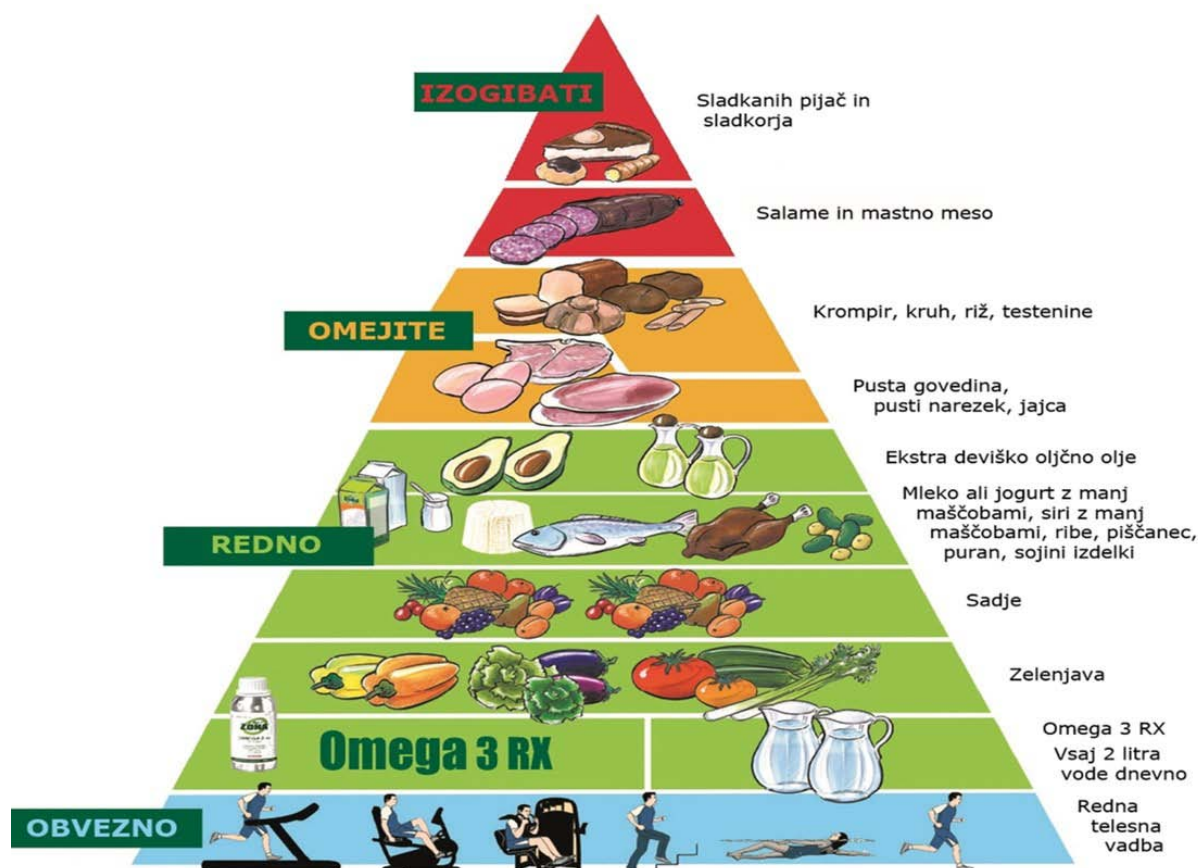 IZOGIBATI
Sladkanih pijač in
sladkorja
Salame in mastno meso
Krompir, kruh, riž, testenine
OMEJITE
Pusta govedina,
pusti narezek, jajca
Ekstra deviško oljčno olje
Mleko ali jogurt z manj
maščobami, siri z manj
maščobami, ribe, piščanec,
puran, sojini izdelki
REDNO
Sadje
Zelenjava
ZONA
Omega 3 RX
Omega 3 RX
Vsaj 2 litra
vode dnevno
OBVEZNO
Redna
telesna
vadba